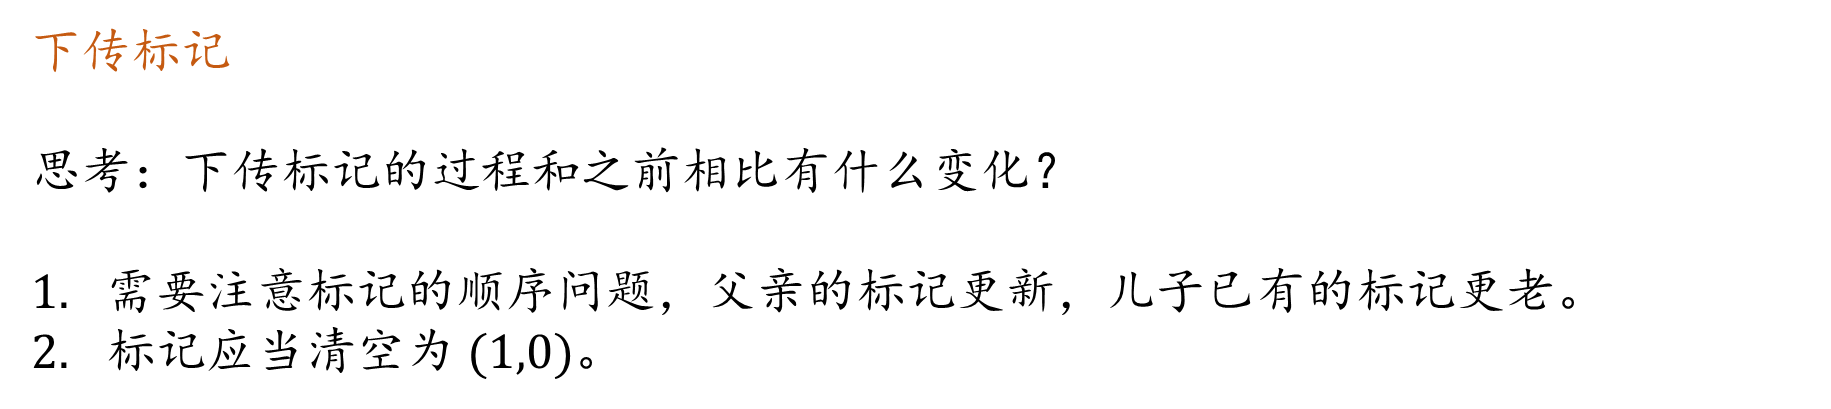 下传标记
思考：下传标记的过程和之前相比有什么变化？
1. 需要注意标记的顺序问题，父亲的标记更新，儿子已有的标记更老。
2. 标记应当清空为 (1,0)。